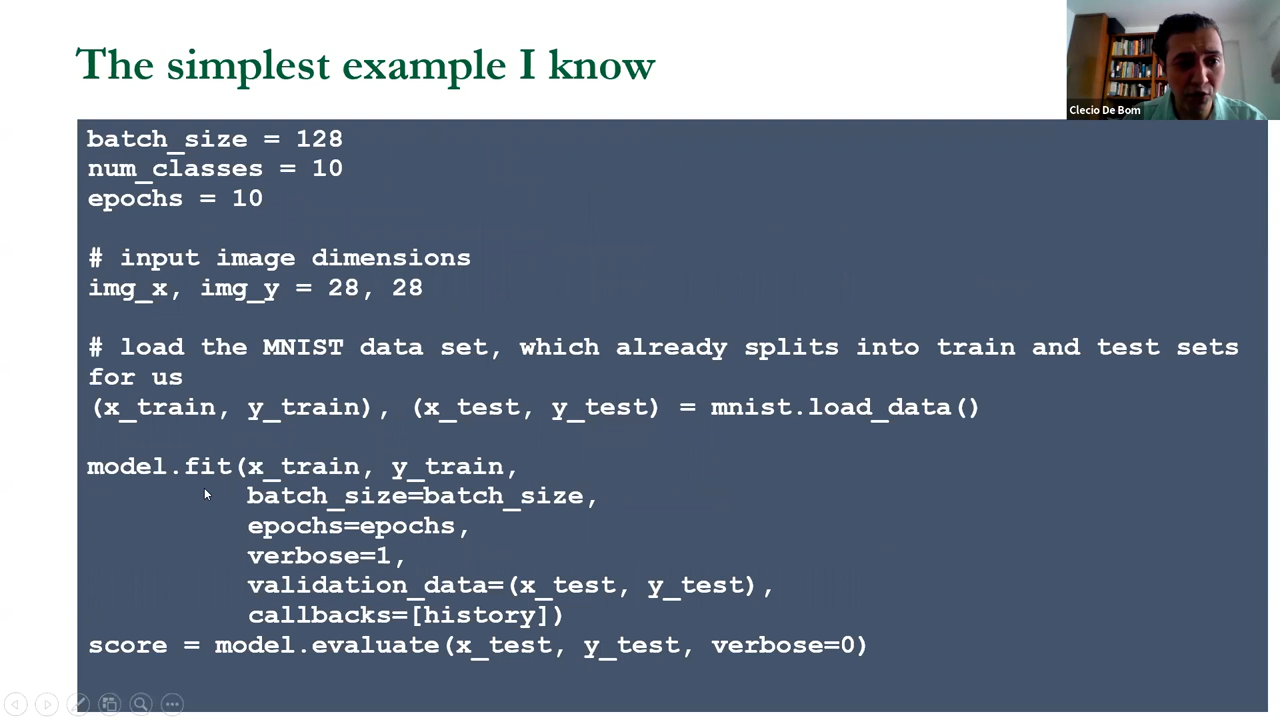 The simplest example I know
Clecio De Bom
batch_size = 128
num_classes = 10
epochs = 10
# input image dimensions
img_x, img_y = 28, 28
# load the MNIST data set, which already splits into train and test sets
for us
(x_train, y_train), (x_test, y_test) = mnist.load_data()
model.fit(x_train, y_train,
batch_size=batch_size,
epochs=epochs,
verbose=1,
validation_data=(x_test, y_test),
callbacks=[history])
score = model.evaluate(x_test, y_test, verbose=0)